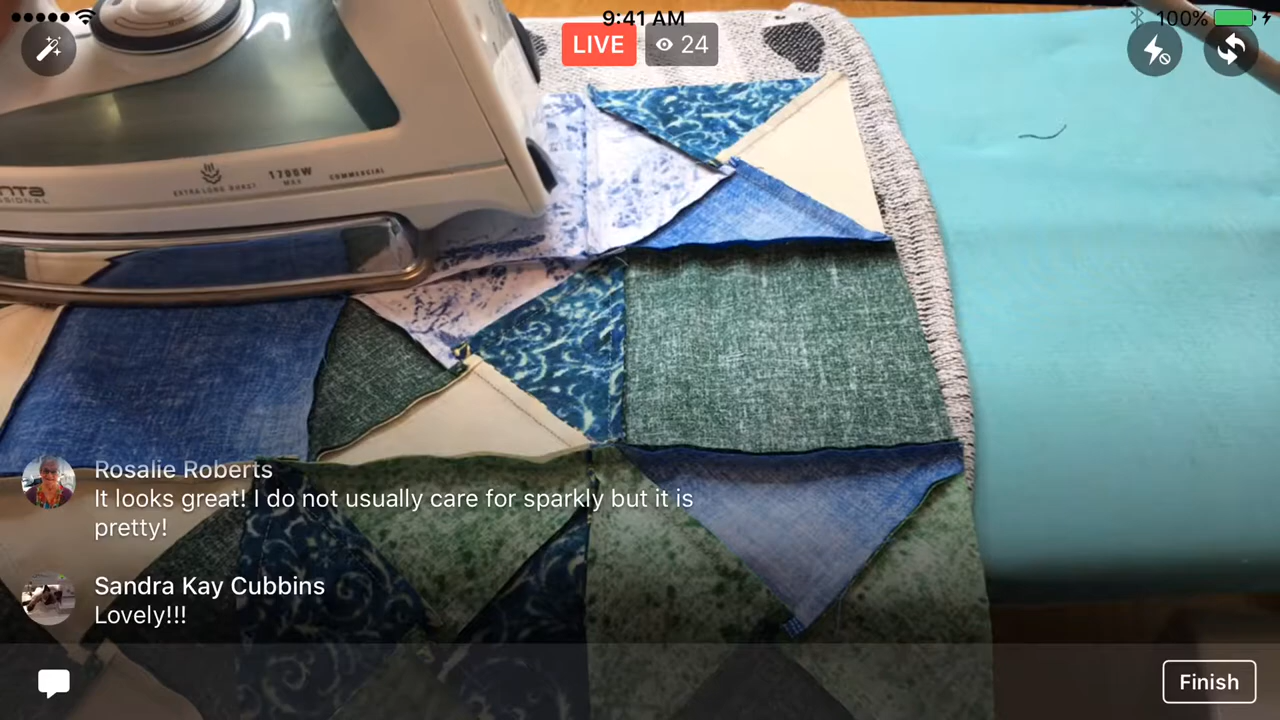 9:41 AM
100%
LIVE
24
EXTRA-LONG BURST
1700W
MAX
COMMERCIAL
Rosalie Roberts
It looks great! I do not usually care for sparkly but it is
pretty!
Sandra Kay Cubbins
Lovely!!!
Finish